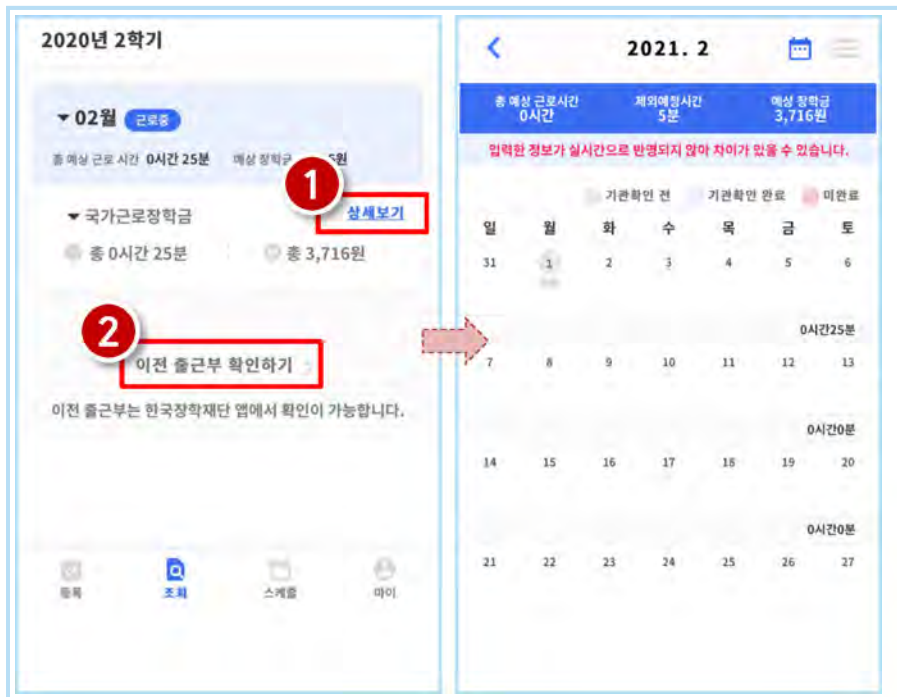 2020년 2학기
▼ 02월 근로중
총 예상 근로 시간 0시간 25분 예상 장학금 원
1
▼ 국가근로장학금 상세보기
총 0시간 25분 총 3,716원
2
이전 출근부 확인하기
이전 출근부는 한국장학재단 앱에서 확인이 가능합니다.
등록 조회 스케줄 마이
2021. 2
총 예상 근로시간 제외예정시간 예상 장학금
0시간 5분 3,716원
입력한 정보가 실시간으로 반영되지 않아 차이가 있을 수 있습니다.
기관확인 전 기관확인 완료 미완료
일 월 화 수 목 금 토
31 1 2 3 4 5 6
0시간25분
7 8 9 10 11 12 13
0시간0분
14 15 16 17 18 19 20
0시간0분
21 22 23 24 25 26 27